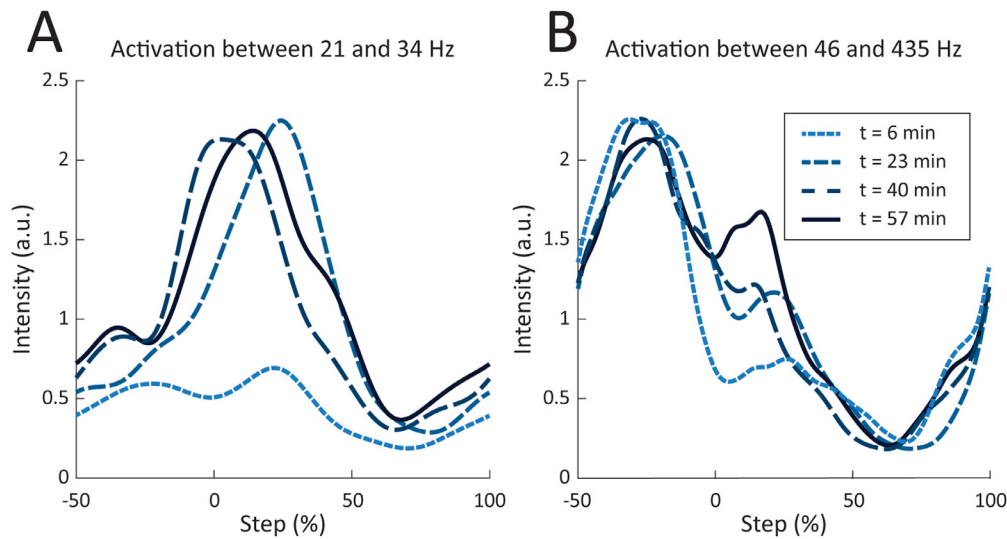 A
Activation between 21 and 34 Hz
2.5
2
1.5
1
0.5
0
Intensity (a.u.)
-50
0
50
100
Step (%)
B
Activation between 46 and 435 Hz
2.5
2
1.5
1
0.5
0
Intensity (a.u.)
-50
0
50
100
Step (%)
t = 6 min
t = 23 min
t = 40 min
t = 57 min